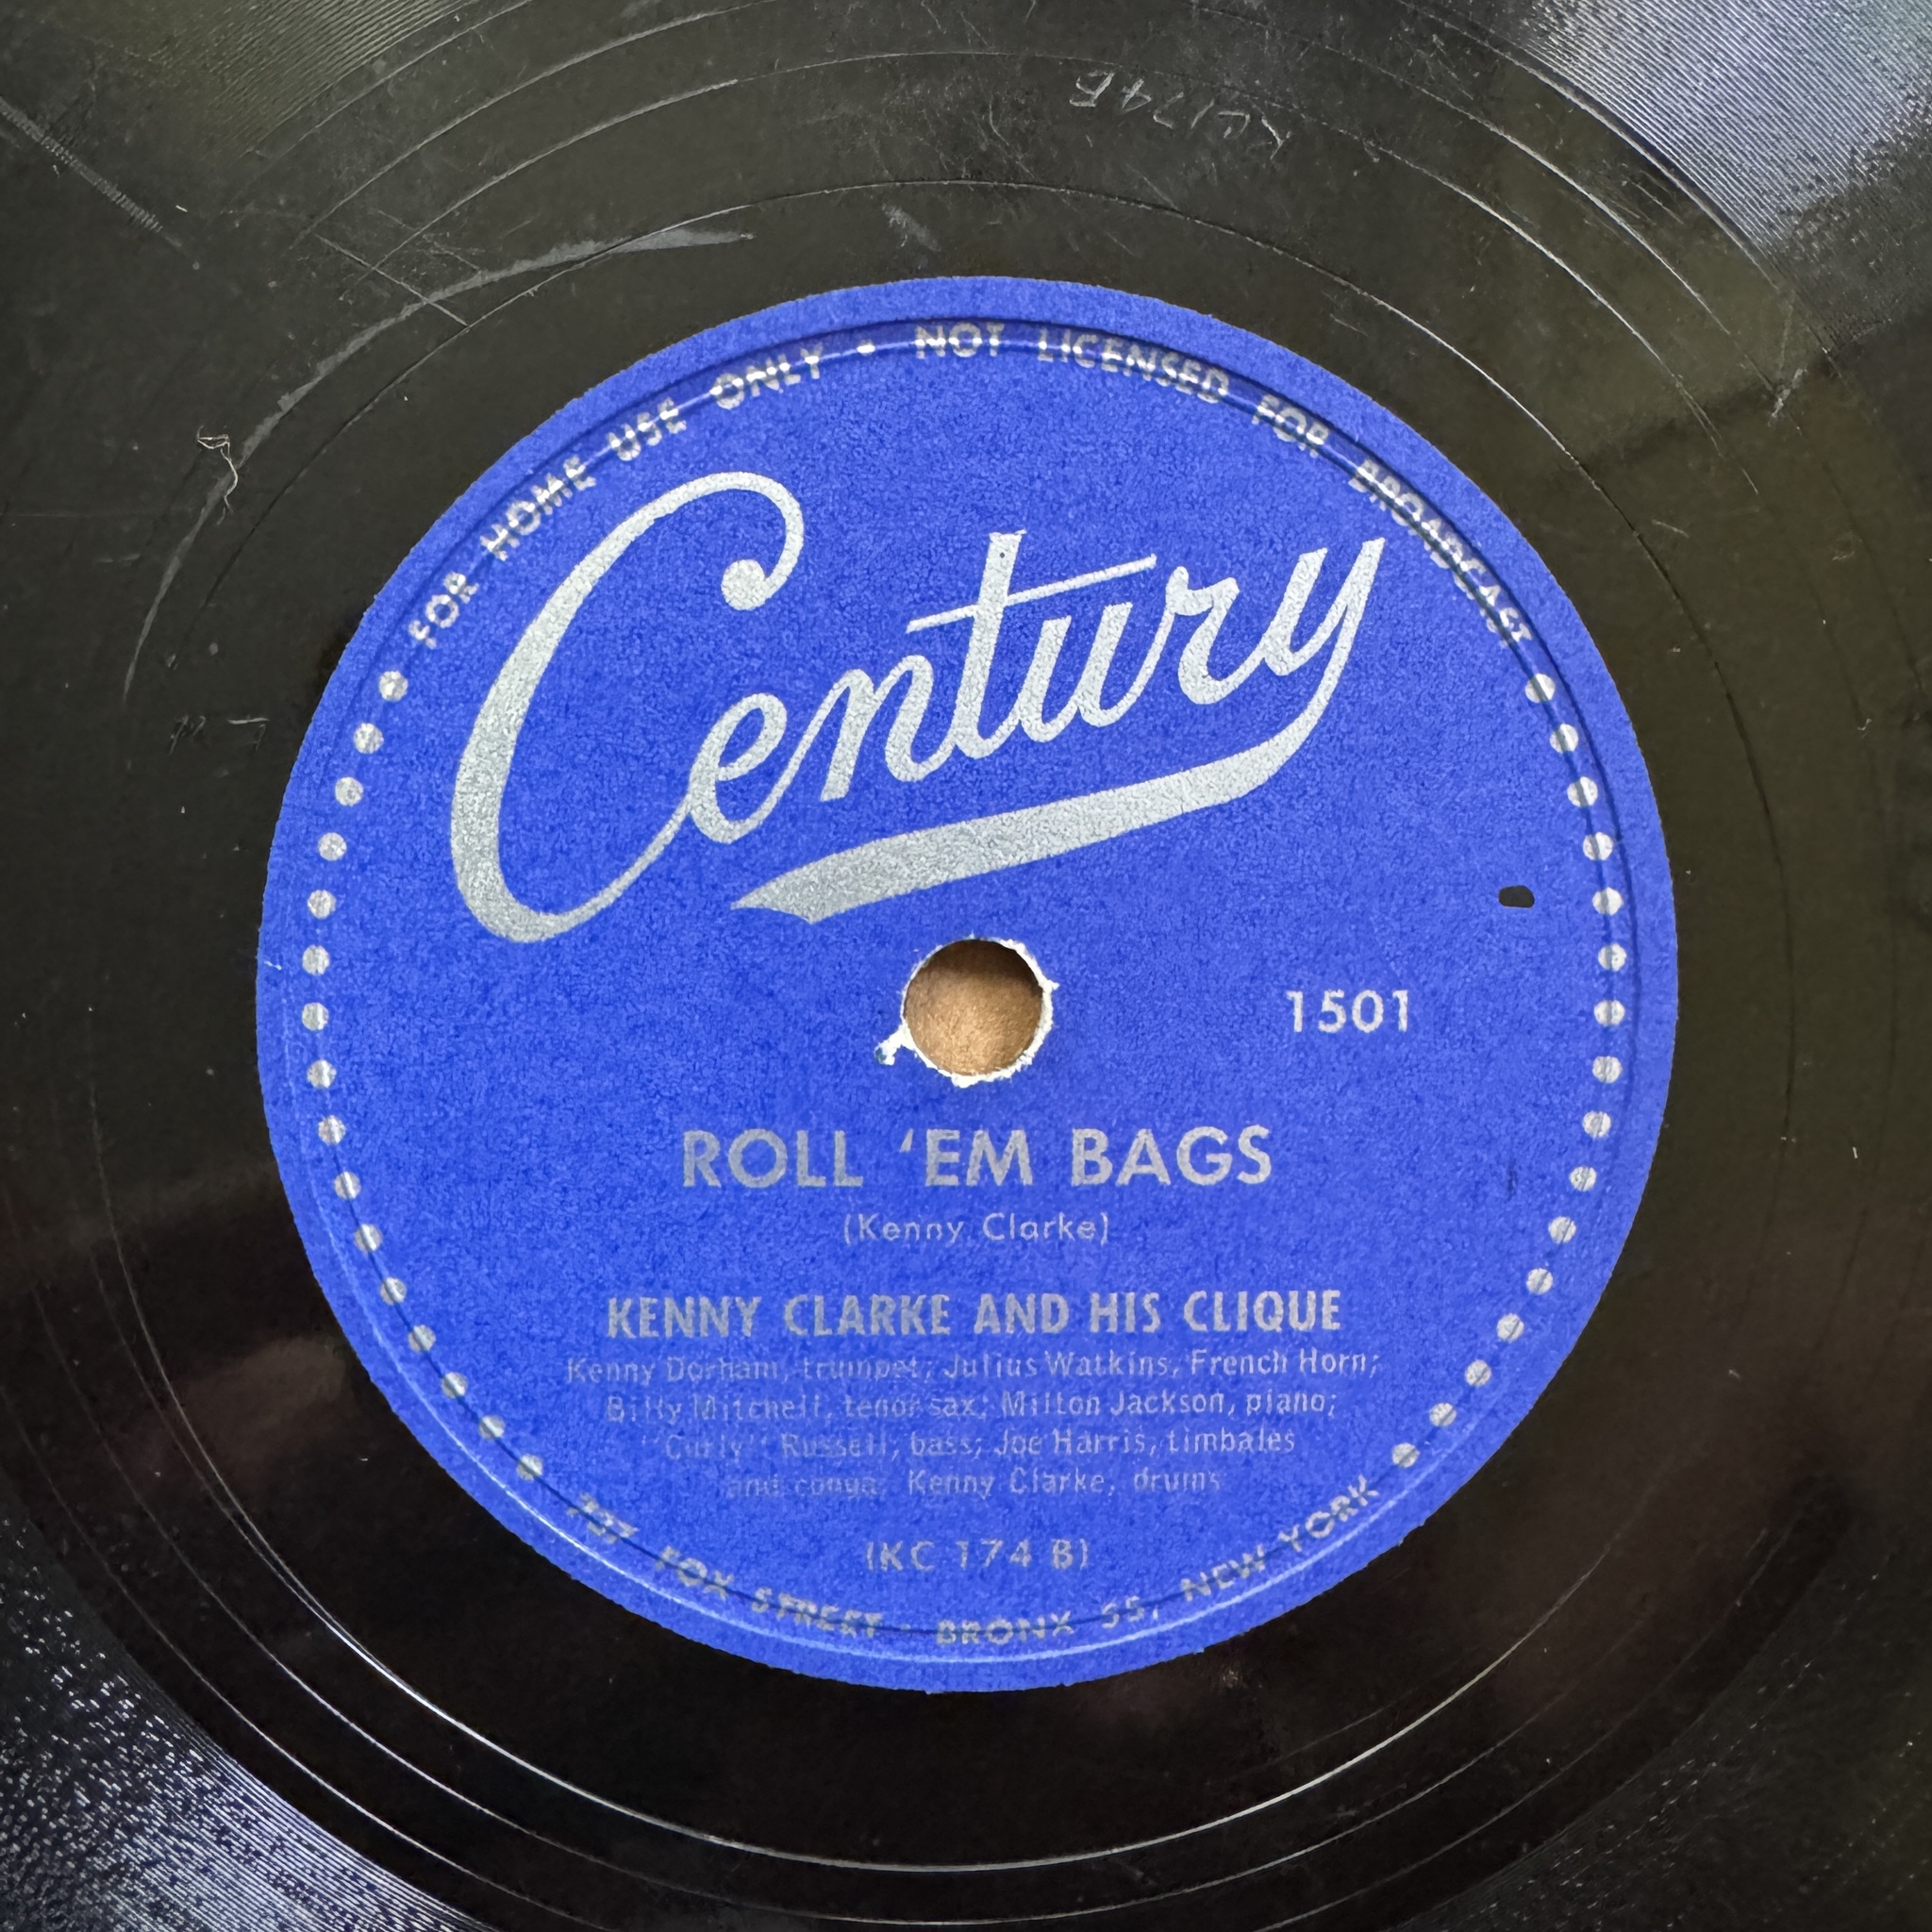 KC174B
FOR HOME USE ONLY • NOT LICENSED FOR BROADCAST
Century
1501
ROLL ‘EM BAGS
(Kenny Clarke)
KENNY CLARKE AND HIS CLIQUE
Kenny Dorham, trumpet; Julius Watkins, French Horn;
Billy Mitchell, tenor sax; Milton Jackson, piano;
"Curly" Russell, bass; Joe Harris, timbales
and conga; Kenny Clarke, drums
(KC 174 B)
FOX STREET • BRONX 55, NEW YORK